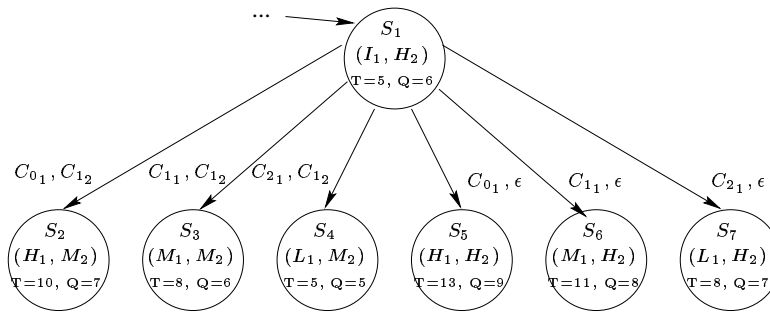 ...
S₁
(I₁, H₂)
T=5, Q=6
C₀₁, C₁₂
C₁₁, C₁₂
C₂₁, C₁₂
C₀₁, ϵ
C₁₁, ϵ
C₂₁, ϵ
S₂
(H₁, M₂)
T=10, Q=7
S₃
(M₁, M₂)
T=8, Q=6
S₄
(L₁, M₂)
T=5, Q=5
S₅
(H₁, H₂)
T=13, Q=9
S₆
(M₁, H₂)
T=11, Q=8
S₇
(L₁, H₂)
T=8, Q=7